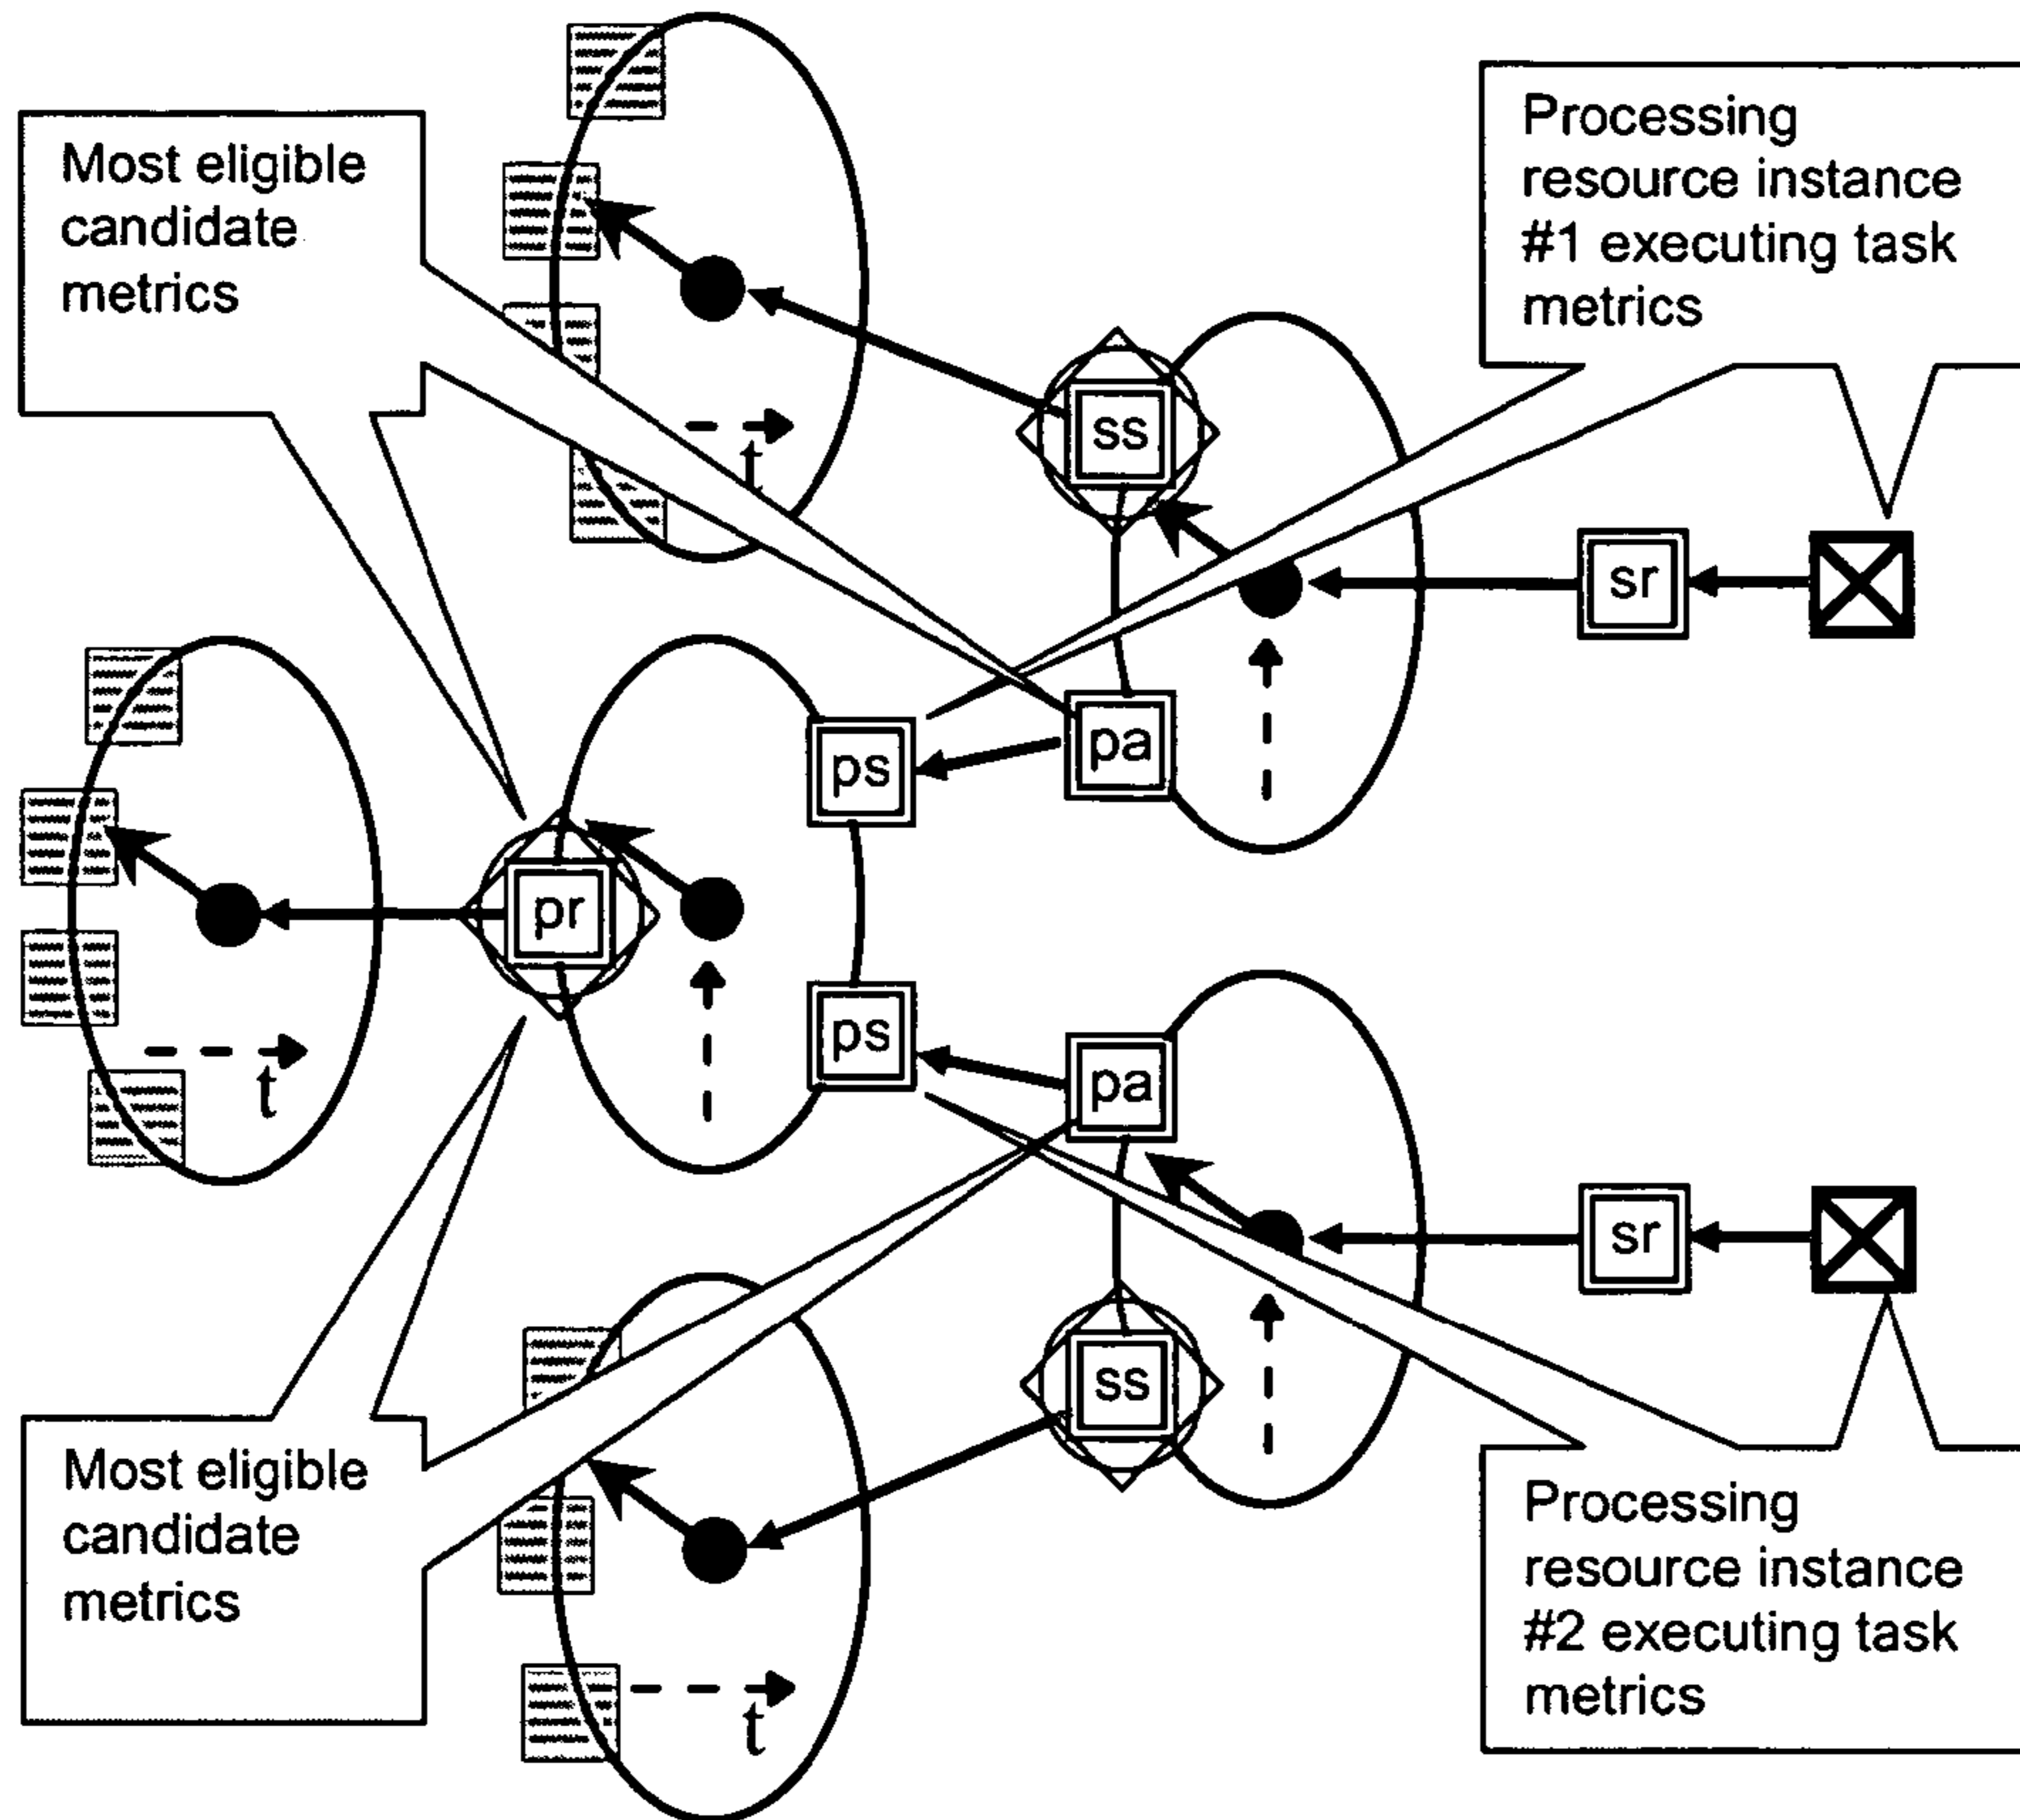 Most eligible
candidate
metrics
Processing
resource instance
#1 executing task
metrics
t
ss
sr
pa
ps
pr
t
ps
pa
sr
ss
Most eligible
candidate
metrics
t
Processing
resource instance
#2 executing task
metrics